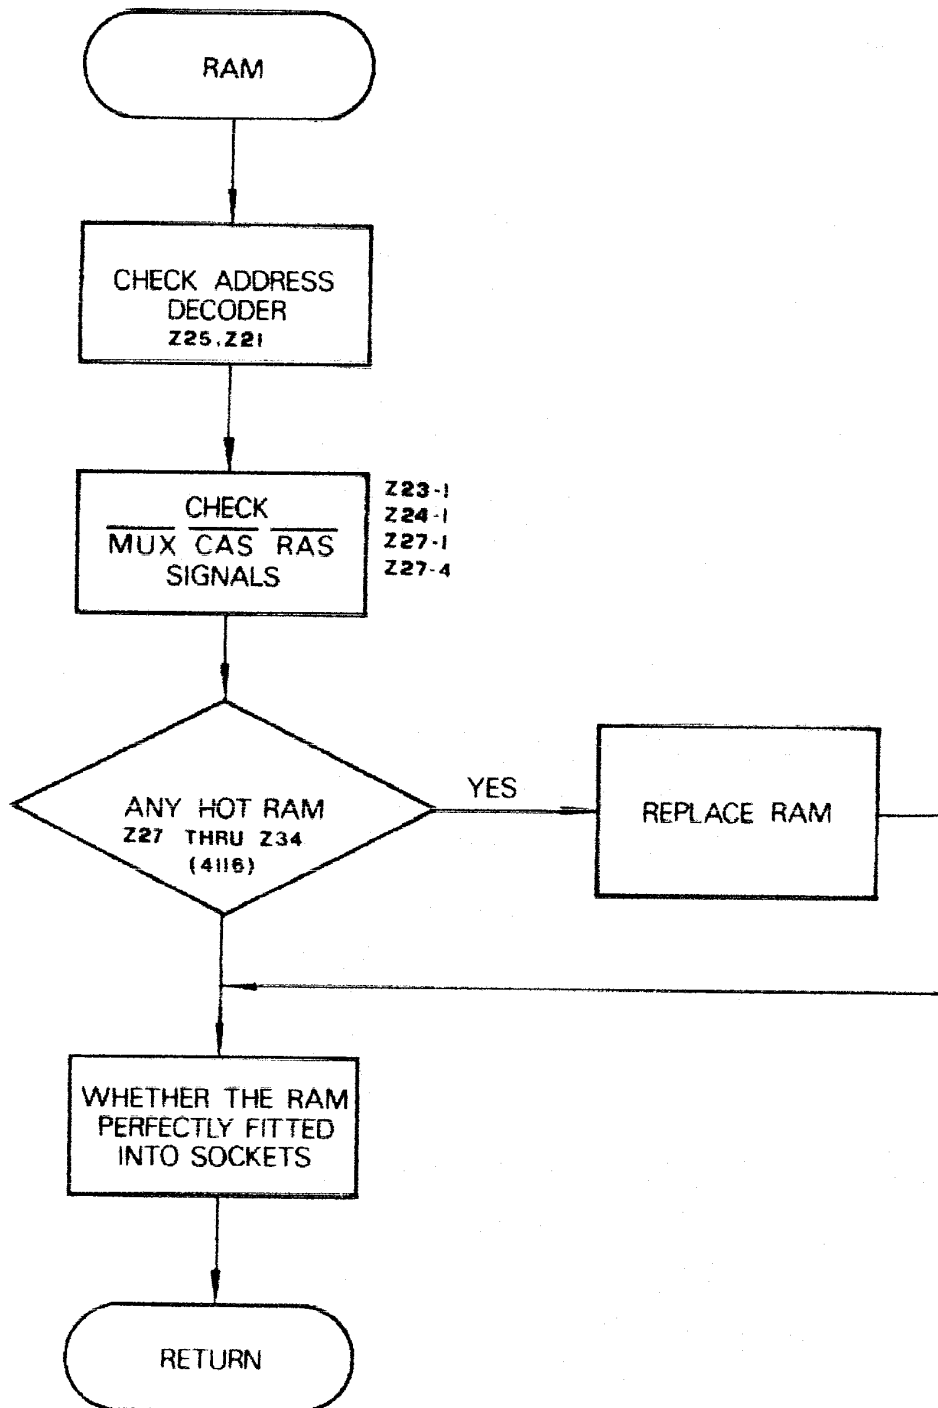 RAM
CHECK ADDRESS
DECODER
Z25,Z21
CHECK
MUX CAS RAS
SIGNALS
Z23-1
Z24-1
Z27-1
Z27-4
ANY HOT RAM
Z27 THRU Z34
(4116)
YES
REPLACE RAM
WHETHER THE RAM
PERFECTLY FITTED
INTO SOCKETS
RETURN